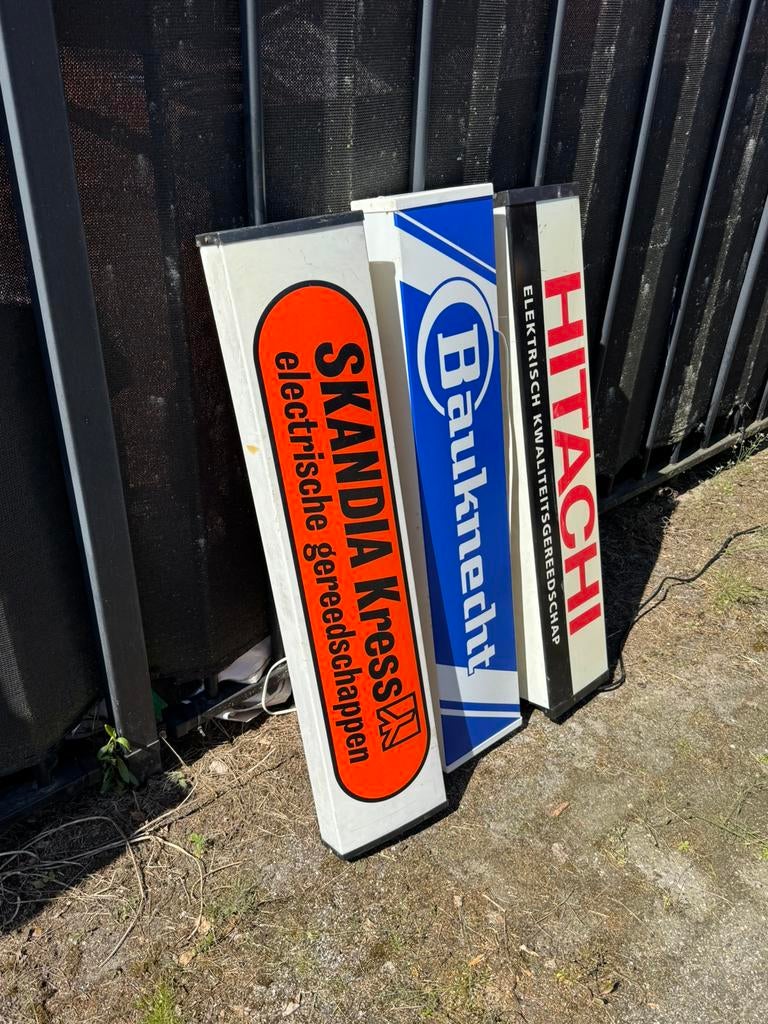 SKANDIA Kress
electrische gereedschappen
Bauknecht
HITACHI
ELEKTRISCH KWALITEITSGEREEDSCHAP